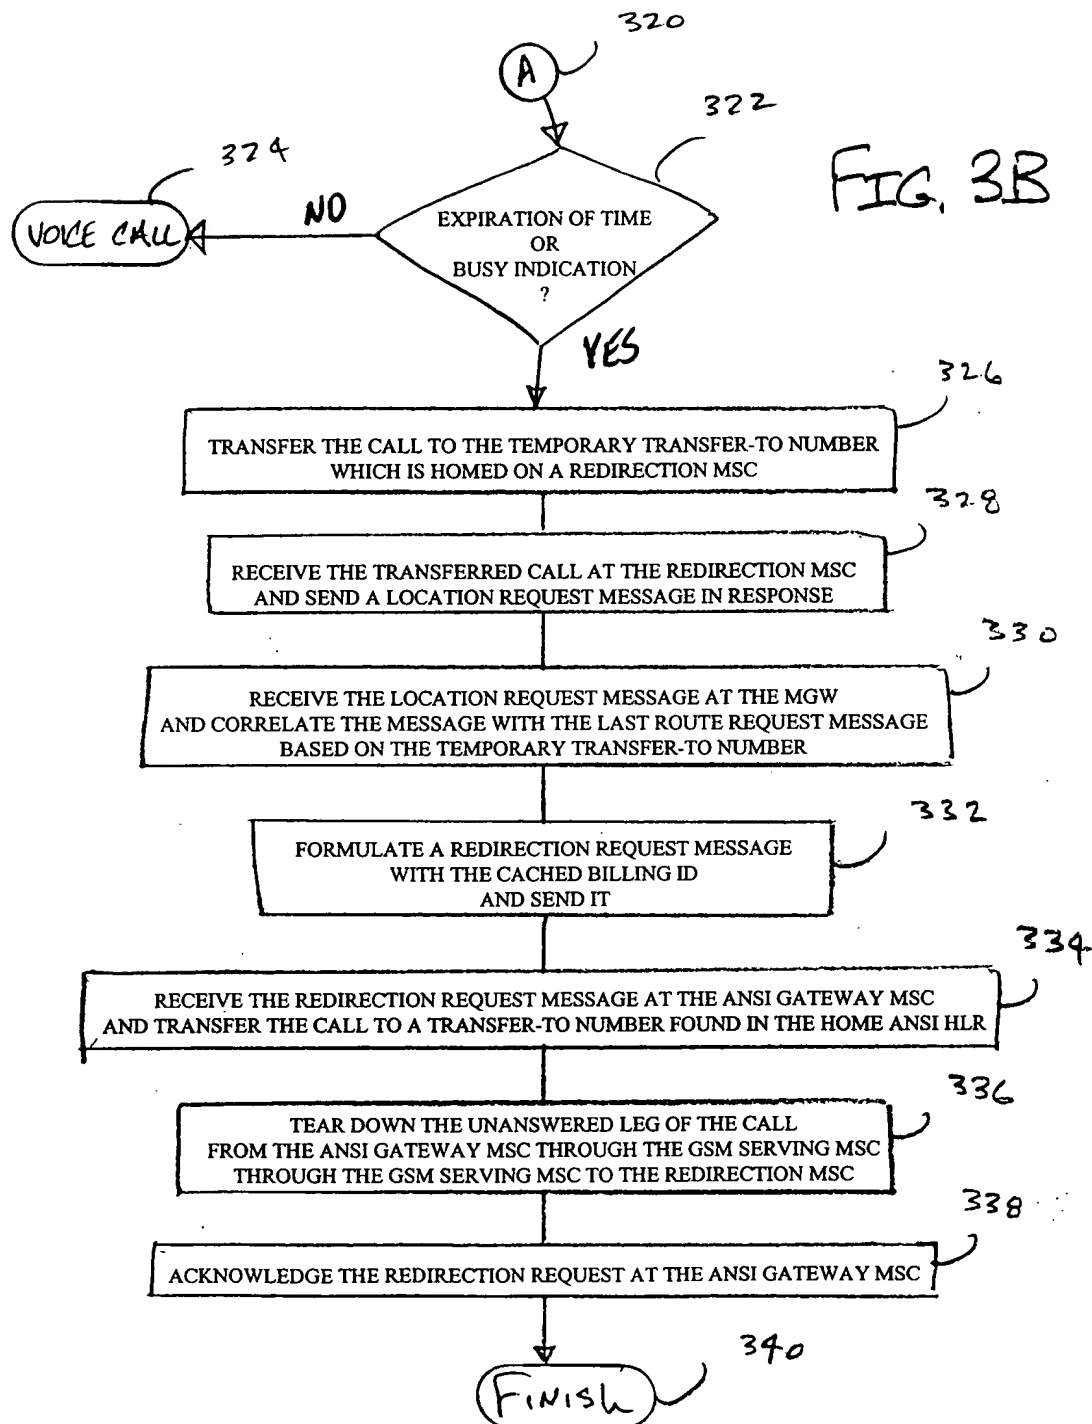 320
A
322
324
FIG. 3B
NO
VOICE CALL
EXPIRATION OF TIME
OR
BUSY INDICATION
?
YES
326
TRANSFER THE CALL TO THE TEMPORARY TRANSFER-TO NUMBER
WHICH IS HOMED ON A REDIRECTION MSC
328
RECEIVE THE TRANSFERRED CALL AT THE REDIRECTION MSC
AND SEND A LOCATION REQUEST MESSAGE IN RESPONSE
330
RECEIVE THE LOCATION REQUEST MESSAGE AT THE MGW
AND CORRELATE THE MESSAGE WITH THE LAST ROUTE REQUEST MESSAGE
BASED ON THE TEMPORARY TRANSFER-TO NUMBER
332
FORMULATE A REDIRECTION REQUEST MESSAGE
WITH THE CACHED BILLING ID
AND SEND IT
334
RECEIVE THE REDIRECTION REQUEST MESSAGE AT THE ANSI GATEWAY MSC
AND TRANSFER THE CALL TO A TRANSFER-TO NUMBER FOUND IN THE HOME ANSI HLR
336
TEAR DOWN THE UNANSWERED LEG OF THE CALL
FROM THE ANSI GATEWAY MSC THROUGH THE GSM SERVING MSC
THROUGH THE GSM SERVING MSC TO THE REDIRECTION MSC
338
ACKNOWLEDGE THE REDIRECTION REQUEST AT THE ANSI GATEWAY MSC
340
FINISH